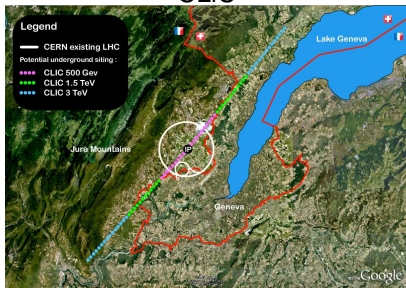 CLIC
Legend
CERN existing LHC
Potential underground siting :
CLIC 500 Gev
CLIC 1.5 TeV
CLIC 3 TeV
Lake Geneva
Jura Mountains
IP
Geneva
Google